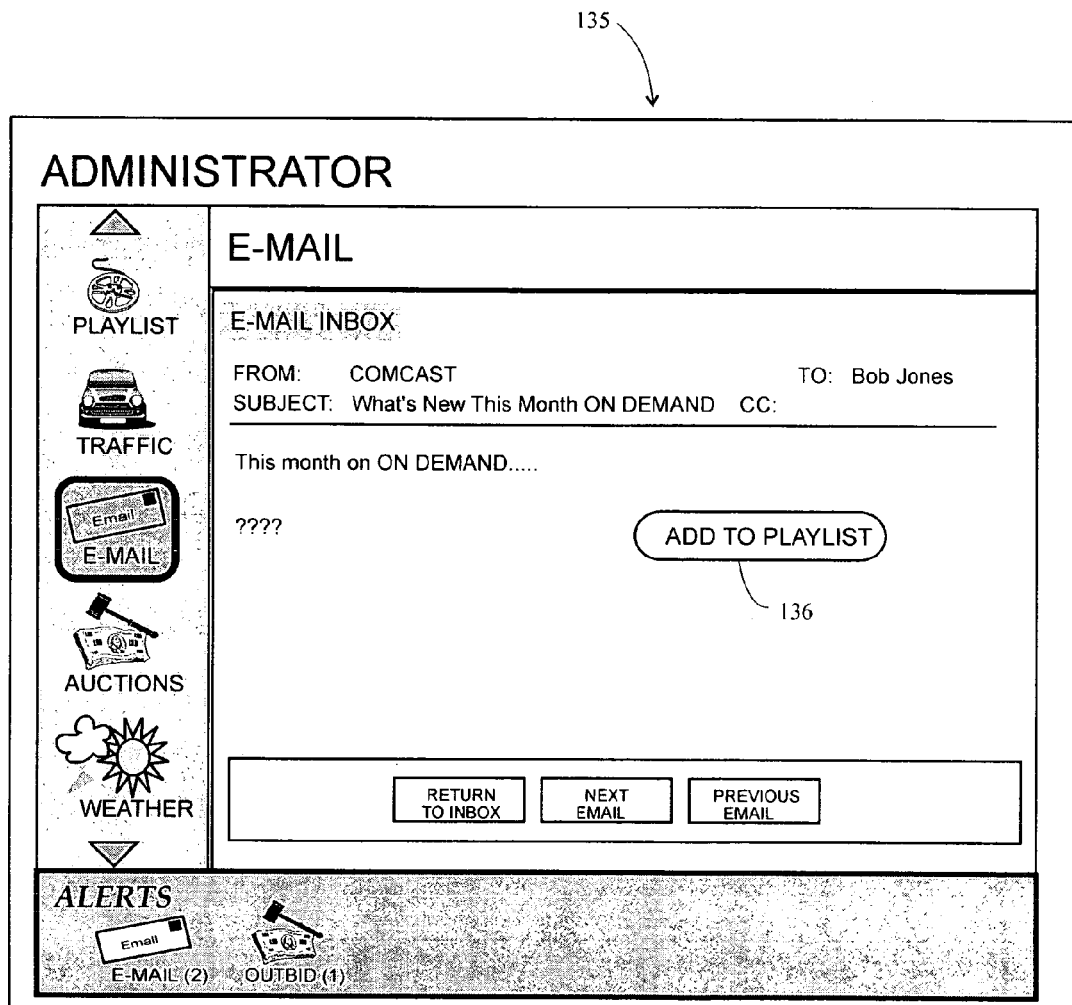 135
ADMINISTRATOR
PLAYLIST
TRAFFIC
Email
E-MAIL
AUCTIONS
WEATHER
E-MAIL
E-MAIL INBOX
FROM: COMCAST TO: Bob Jones
SUBJECT: What's New This Month ON DEMAND CC:
This month on ON DEMAND.....
????
ADD TO PLAYLIST
136
RETURN TO INBOX
NEXT EMAIL
PREVIOUS EMAIL
ALERTS
Email
E-MAIL (2)
OUTBID (1)